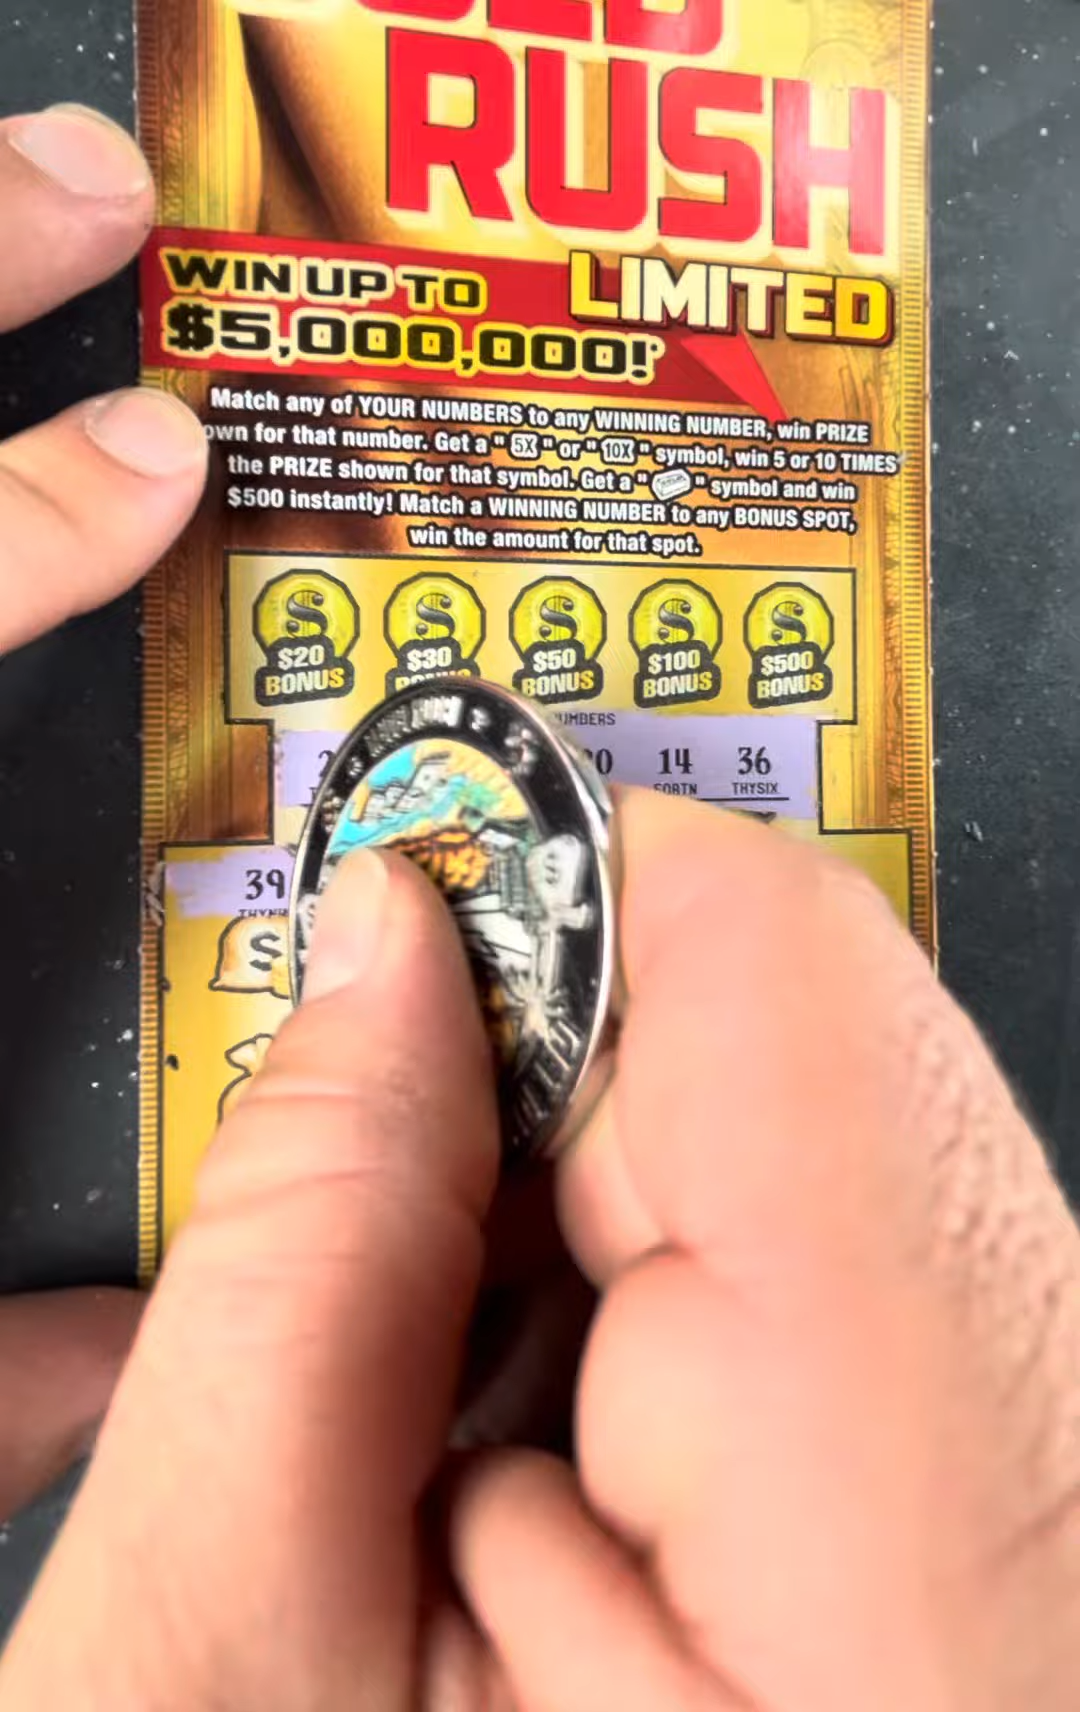 RUSH
LIMITED
WIN UP TO
$5,000,000!*
Match any of YOUR NUMBERS to any WINNING NUMBER, win PRIZE
own for that number. Get a "5X" or "10X" symbol, win 5 or 10 TIMES
the PRIZE shown for that symbol. Get a " " symbol and win
$500 instantly! Match a WINNING NUMBER to any BONUS SPOT,
win the amount for that spot.
$20 $30 $50 $100 $500
BONUS BONUS BONUS BONUS
UMBERS
14 36
FORTN THYSIX
39
$